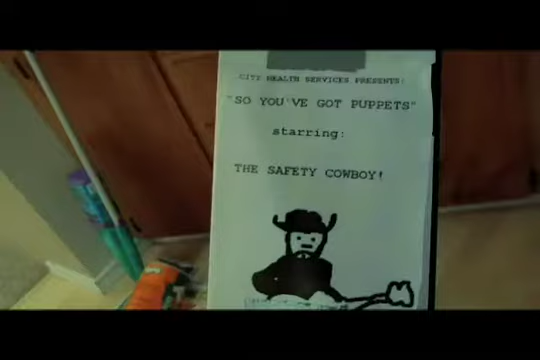 CITY HEALTH SERVICES PRESENTS:
"SO YOU'VE GOT PUPPETS"
starring:
THE SAFETY COWBOY!